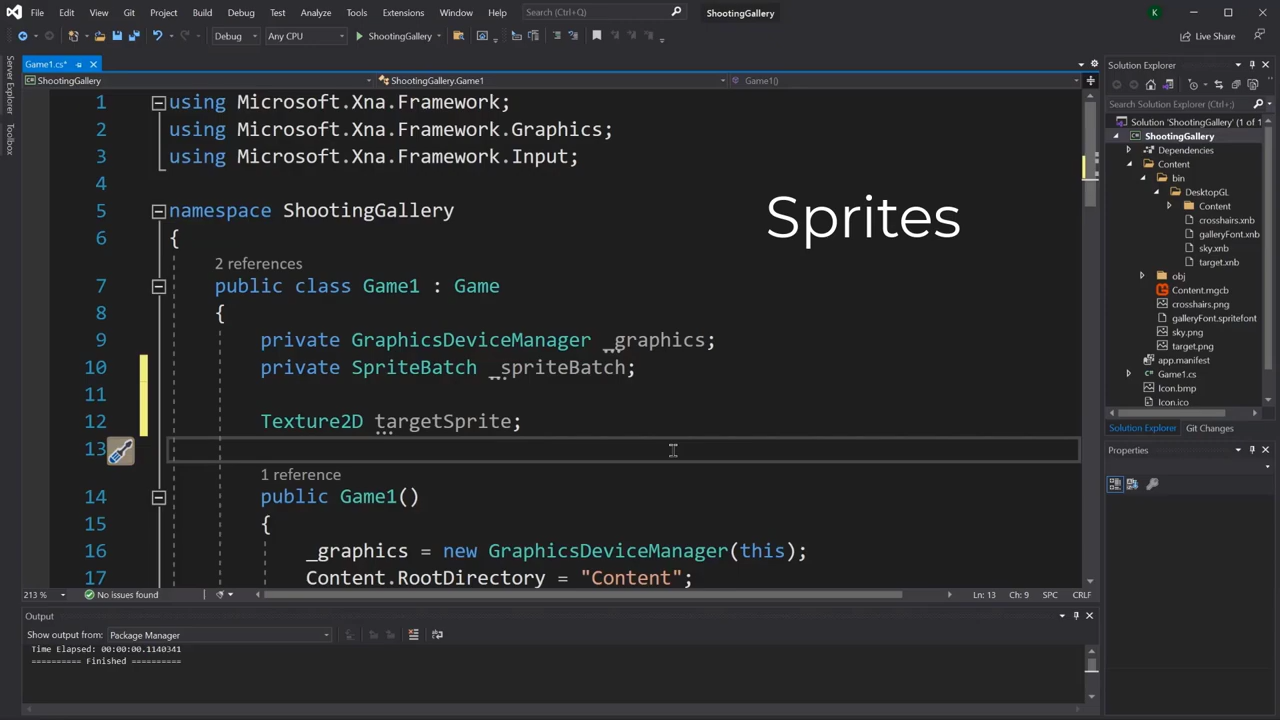 File Edit View Git Project Build Debug Test Analyze Tools Extensions Window Help Search (Ctrl+Q) ShootingGallery K
Debug Any CPU ShootingGallery Live Share
Server Explorer
Toolbox
Game1.cs*
ShootingGallery ShootingGallery.Game1 Game1()
1 using Microsoft.Xna.Framework;
2 using Microsoft.Xna.Framework.Graphics;
3 using Microsoft.Xna.Framework.Input;
4
5 namespace ShootingGallery
6 {
2 references
7 public class Game1 : Game
8 {
9 private GraphicsDeviceManager _graphics;
10 private SpriteBatch _spriteBatch;
11
12 Texture2D targetSprite;
13
1 reference
14 public Game1()
15 {
16 _graphics = new GraphicsDeviceManager(this);
17 Content.RootDirectory = "Content";
Sprites
213 % No issues found Ln: 13 Ch: 9 SPC CRLF
Output
Show output from: Package Manager
Time Elapsed: 00:00:00.1140341
========== Finished ==========
Solution Explorer
Search Solution Explorer (Ctrl+;)
Solution 'ShootingGallery' (1 of 1
ShootingGallery
Dependencies
Content
bin
DesktopGL
Content
crosshairs.xnb
galleryFont.xnb
sky.xnb
target.xnb
obj
Content.mgcb
crosshairs.png
galleryFont.spritefont
sky.png
target.png
app.manifest
Game1.cs
Icon.bmp
Icon.ico
Solution Explorer Git Changes
Properties